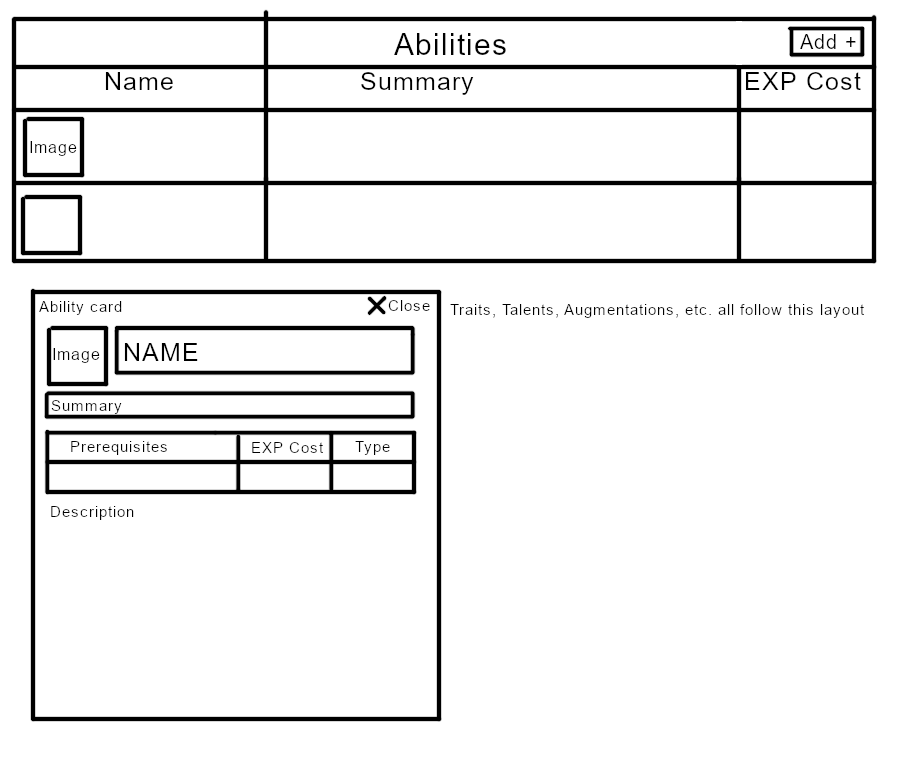 Abilities
Add +
Name
Summary
EXP Cost
Image
Ability card
Close
Traits, Talents, Augmentations, etc. all follow this layout
Image
NAME
Summary
Prerequisites
EXP Cost
Type
Description